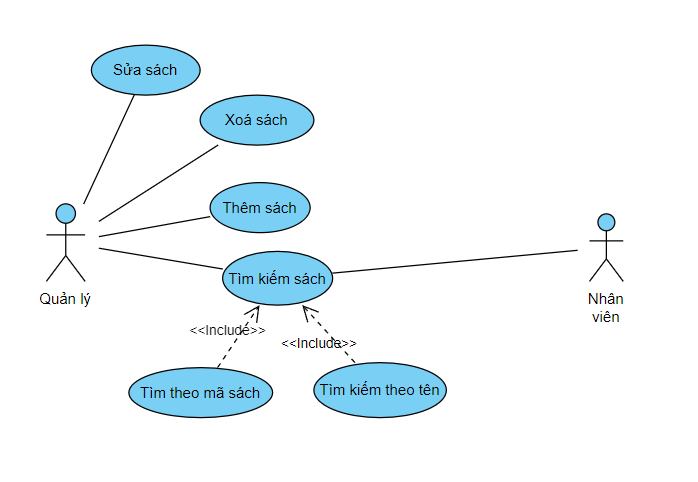 Sửa sách
Xoá sách
Thêm sách
Tìm kiếm sách
Quản lý
Nhân
viên
<<Include>>
<<Include>>
Tìm theo mã sách
Tìm kiếm theo tên